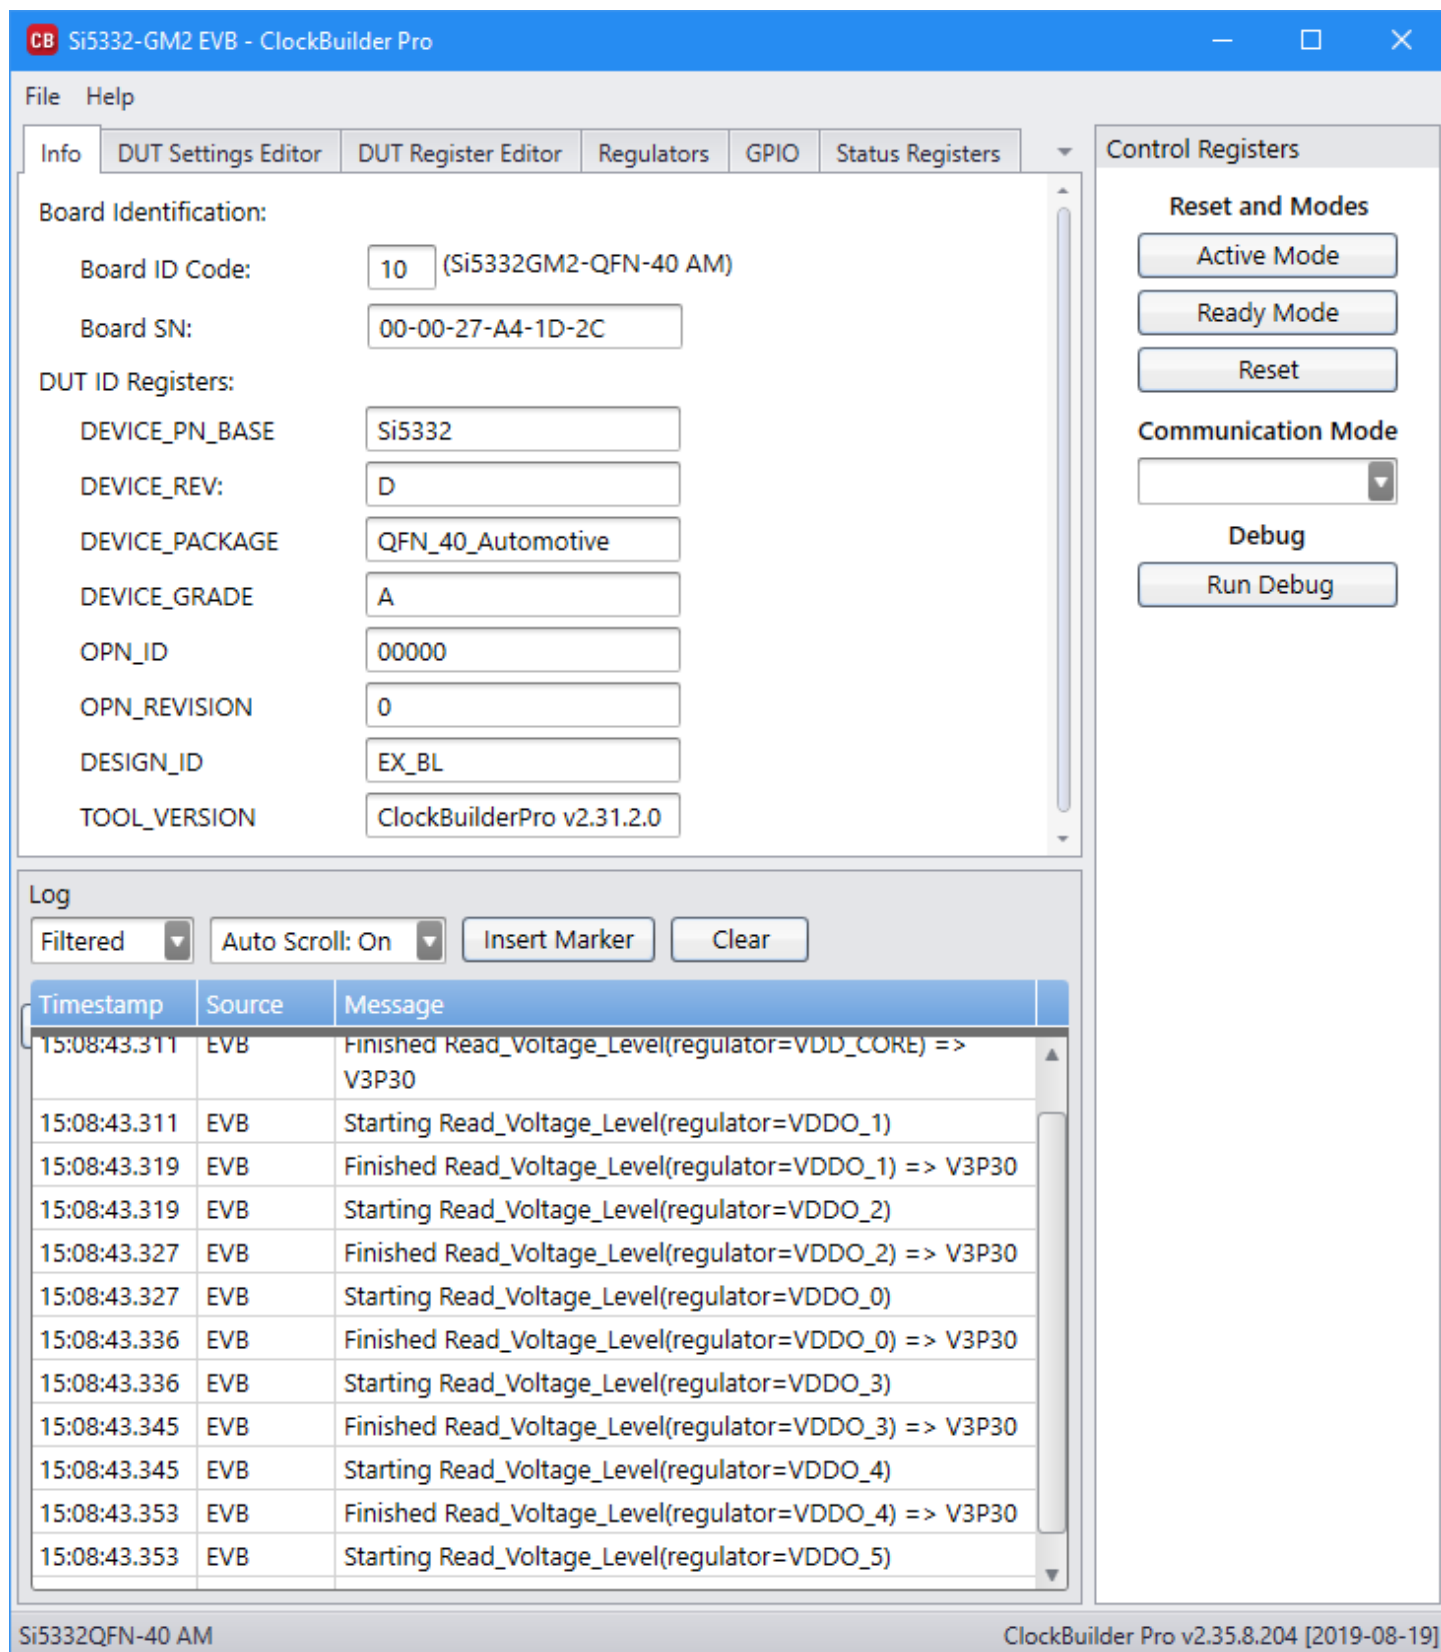 CB Si5332-GM2 EVB - ClockBuilder Pro
File Help
Info DUT Settings Editor DUT Register Editor Regulators GPIO Status Registers
Board Identification:
Board ID Code: 10 (Si5332GM2-QFN-40 AM)
Board SN: 00-00-27-A4-1D-2C
DUT ID Registers:
DEVICE_PN_BASE Si5332
DEVICE_REV: D
DEVICE_PACKAGE QFN_40_Automotive
DEVICE_GRADE A
OPN_ID 00000
OPN_REVISION 0
DESIGN_ID EX_BL
TOOL_VERSION ClockBuilderPro v2.31.2.0
Control Registers
Reset and Modes
Active Mode
Ready Mode
Reset
Communication Mode
Debug
Run Debug
Log
Filtered Auto Scroll: On Insert Marker Clear
Timestamp Source Message
15:08:43.311 EVB Finished Read_Voltage_Level(regulator=VDD_CORE) =>
V3P30
15:08:43.311 EVB Starting Read_Voltage_Level(regulator=VDDO_1)
15:08:43.319 EVB Finished Read_Voltage_Level(regulator=VDDO_1) => V3P30
15:08:43.319 EVB Starting Read_Voltage_Level(regulator=VDDO_2)
15:08:43.327 EVB Finished Read_Voltage_Level(regulator=VDDO_2) => V3P30
15:08:43.327 EVB Starting Read_Voltage_Level(regulator=VDDO_0)
15:08:43.336 EVB Finished Read_Voltage_Level(regulator=VDDO_0) => V3P30
15:08:43.336 EVB Starting Read_Voltage_Level(regulator=VDDO_3)
15:08:43.345 EVB Finished Read_Voltage_Level(regulator=VDDO_3) => V3P30
15:08:43.345 EVB Starting Read_Voltage_Level(regulator=VDDO_4)
15:08:43.353 EVB Finished Read_Voltage_Level(regulator=VDDO_4) => V3P30
15:08:43.353 EVB Starting Read_Voltage_Level(regulator=VDDO_5)
Si5332QFN-40 AM ClockBuilder Pro v2.35.8.204 [2019-08-19]